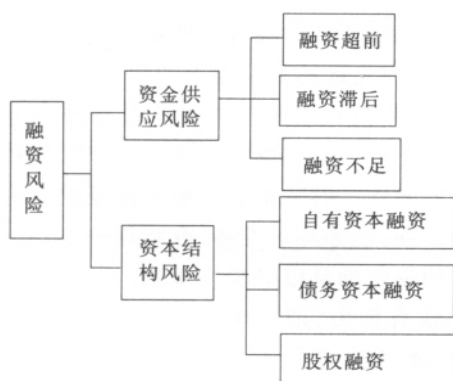 融资风险
资金供
应风险
融资超前
融资滞后
融资不足
资本结
构风险
自有资本融资
债务资本融资
股权融资